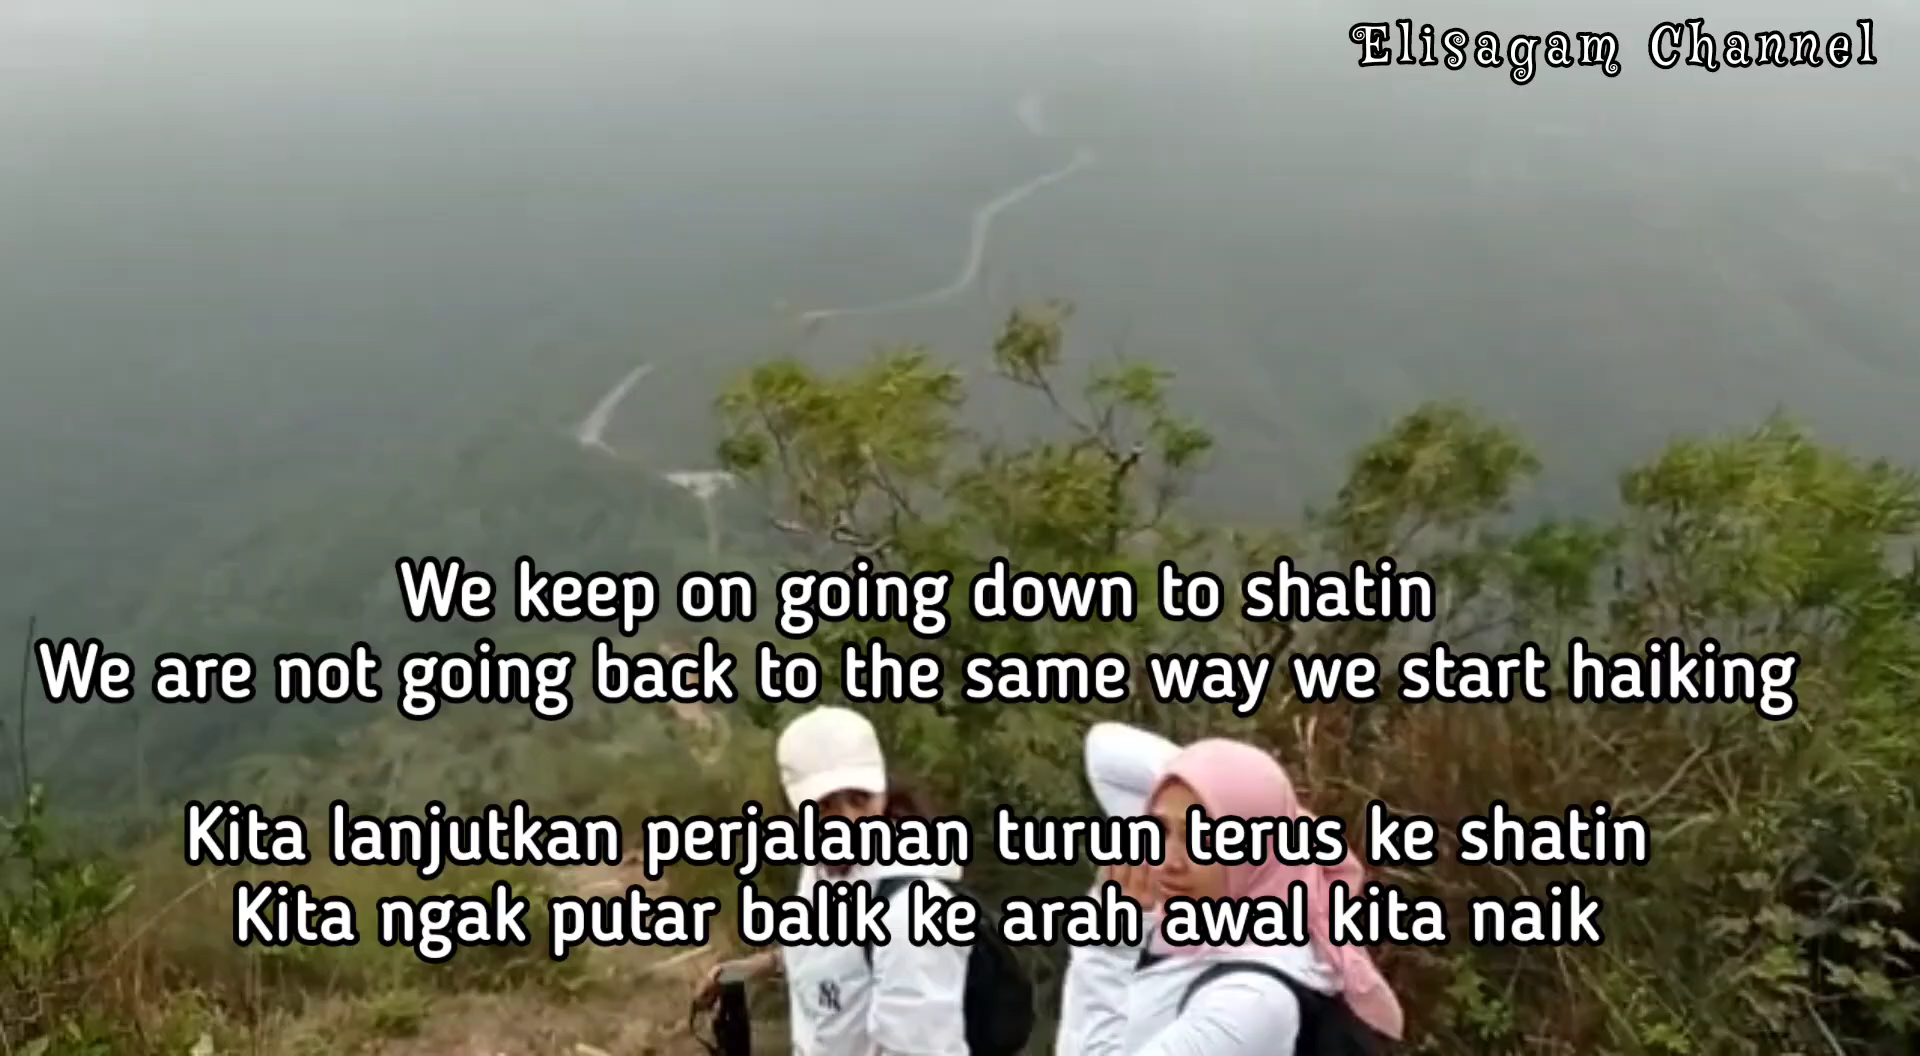 Elisagam Channel
We keep on going down to shatin
We are not going back to the same way we start haiking
Kita lanjutkan perjalanan turun terus ke shatin
Kita ngak putar balik ke arah awal kita naik
NY